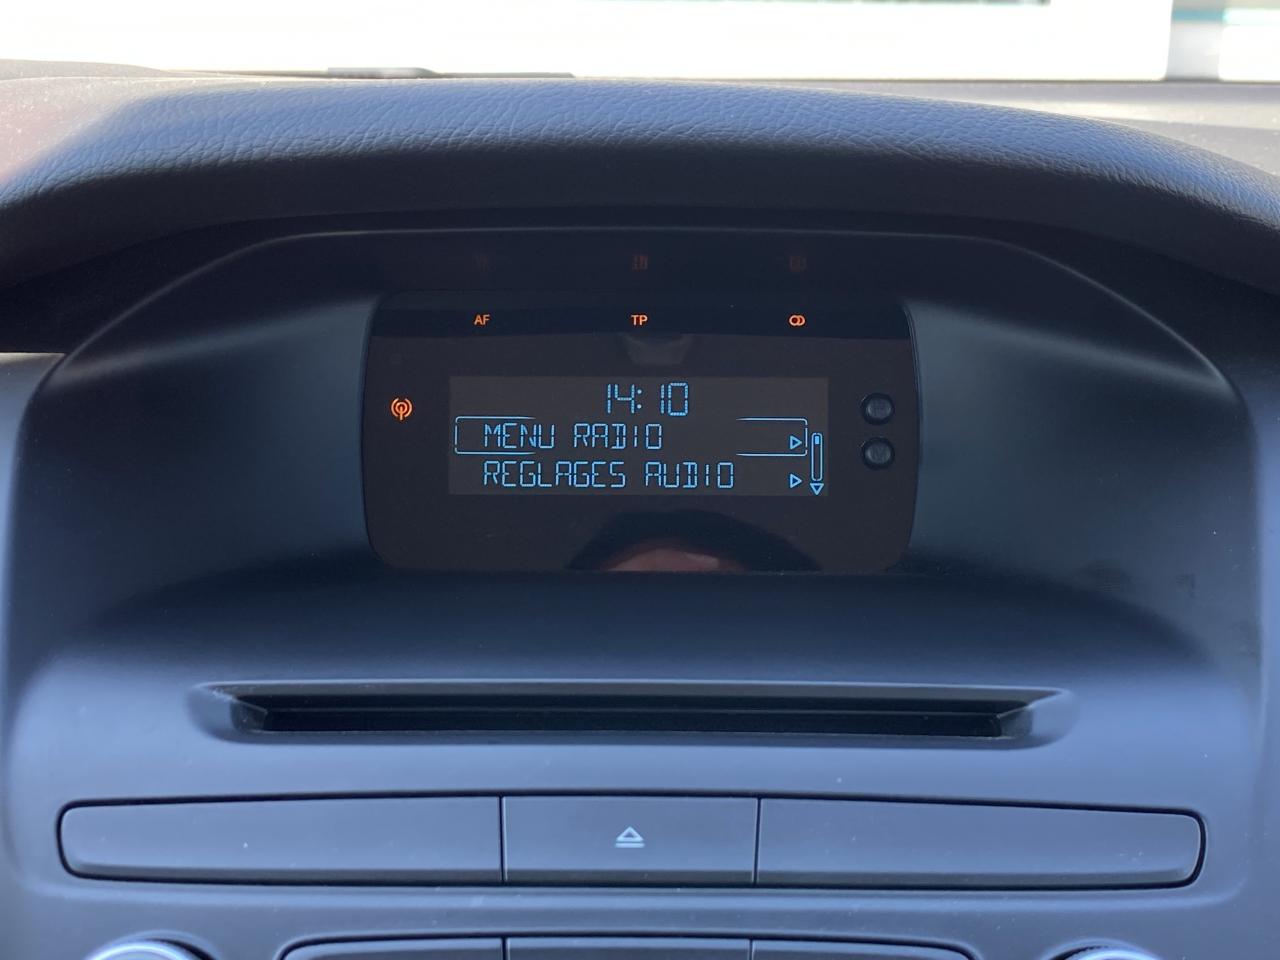 AF TP
14:10
MENU RADIO
REGLAGES AUDIO
H
M